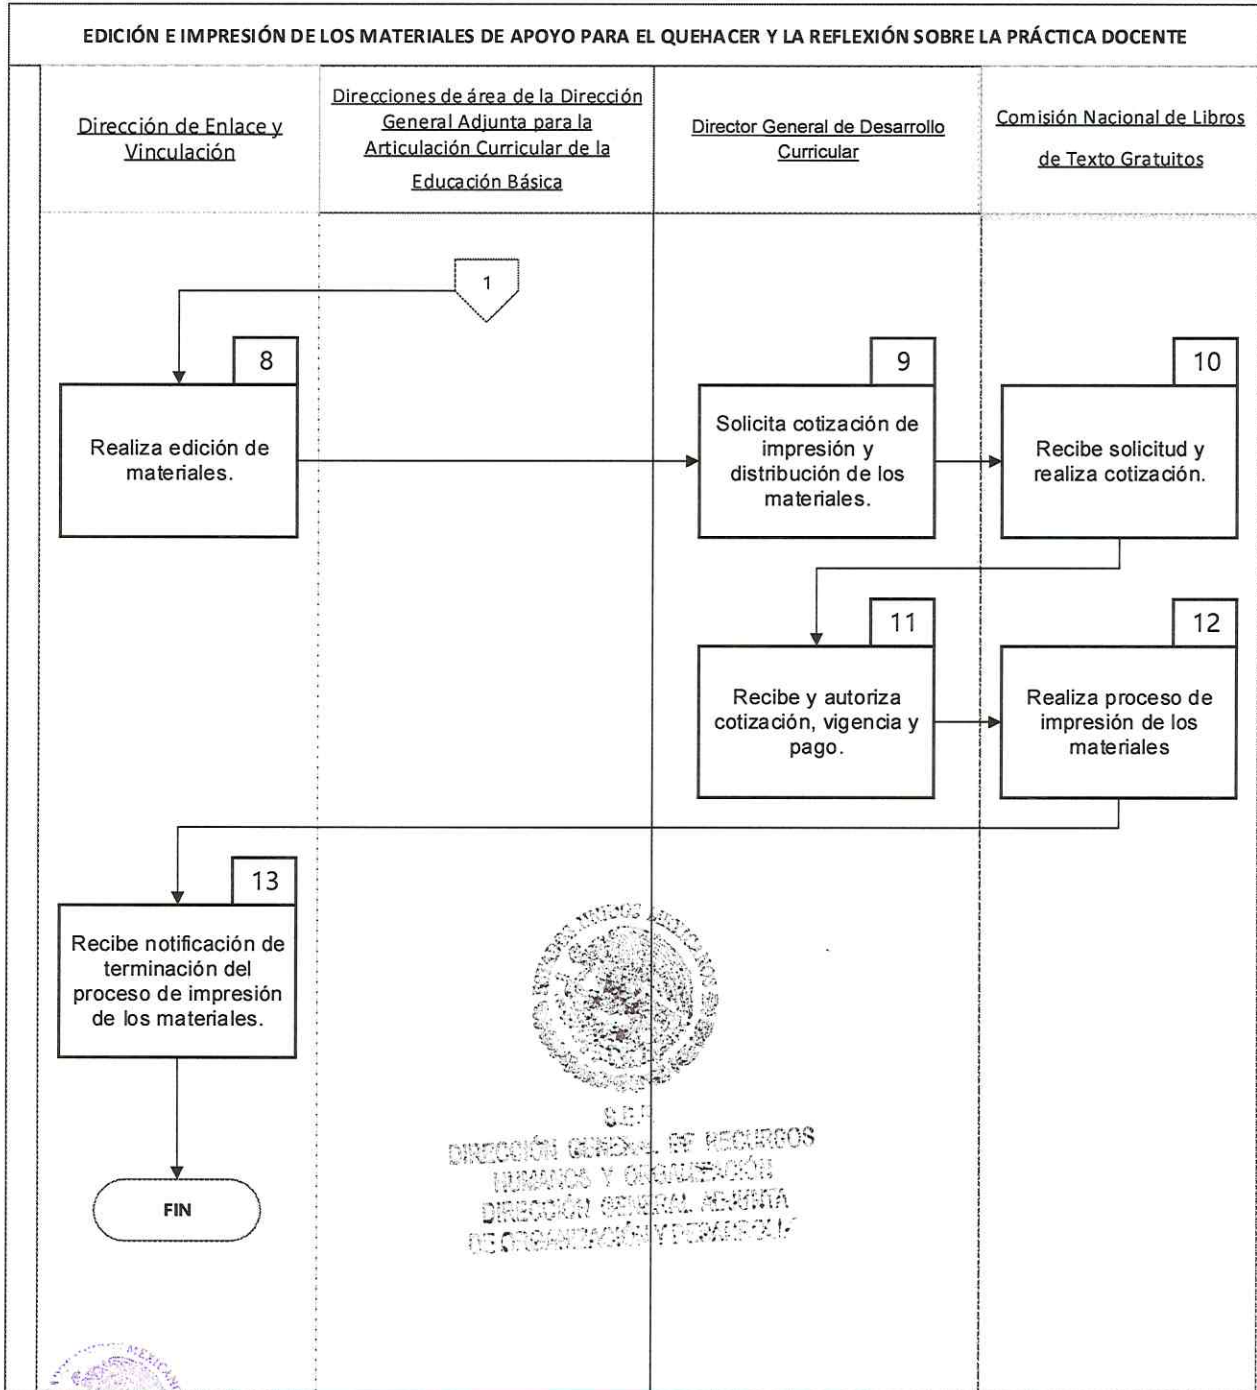 EDICIÓN E IMPRESIÓN DE LOS MATERIALES DE APOYO PARA EL QUEHACER Y LA REFLEXIÓN SOBRE LA PRÁCTICA DOCENTE
Dirección de Enlace y
Vinculación
Direcciones de área de la Dirección
General Adjunta para la
Articulación Curricular de la
Educación Básica
Director General de Desarrollo
Curricular
Comisión Nacional de Libros
de Texto Gratuitos
1
8
Realiza edición de
materiales.
9
Solicita cotización de
impresión y
distribución de los
materiales.
10
Recibe solicitud y
realiza cotización.
11
Recibe y autoriza
cotización, vigencia y
pago.
12
Realiza proceso de
impresión de los
materiales
13
Recibe notificación de
terminación del
proceso de impresión
de los materiales.
FIN
UNIDOS MEXICANOS
S.E.P.
DIRECCIÓN GENERAL DE RECURSOS
HUMANOS Y ORGANIZACIÓN
DIRECCIÓN GENERAL ADJUNTA
DE ORGANIZACIÓN Y